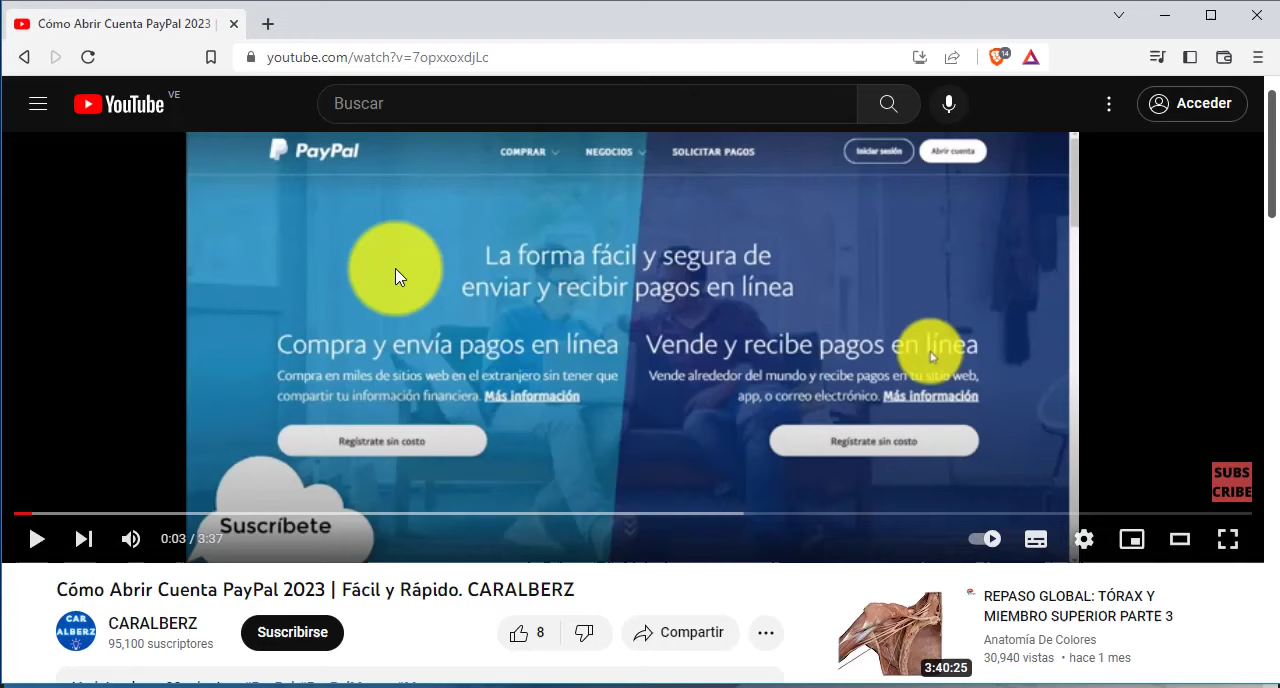 Cómo Abrir Cuenta PayPal 2023 |
youtube.com/watch?v=7opxxoxdjLc
14
YouTube VE
Buscar
Acceder
PayPal
COMPRAR
NEGOCIOS
SOLICITAR PAGOS
Iniciar sesión
Abrir cuenta
La forma fácil y segura de
enviar y recibir pagos en línea
Compra y envía pagos en línea
Compra en miles de sitios web en el extranjero sin tener que
compartir tu información financiera. Más información
Regístrate sin costo
Vende y recibe pagos en línea
Vende alrededor del mundo y recibe pagos en tu sitio web,
app, o correo electrónico. Más información
Regístrate sin costo
Suscríbete
SUBS
CRIBE
0:03 / 3:37
Cómo Abrir Cuenta PayPal 2023 | Fácil y Rápido. CARALBERZ
CAR
ALBERZ
CARALBERZ
95,100 suscriptores
Suscribirse
8
Compartir
REPASO GLOBAL: TÓRAX Y
MIEMBRO SUPERIOR PARTE 3
Anatomía De Colores
30,940 vistas • hace 1 mes
3:40:25